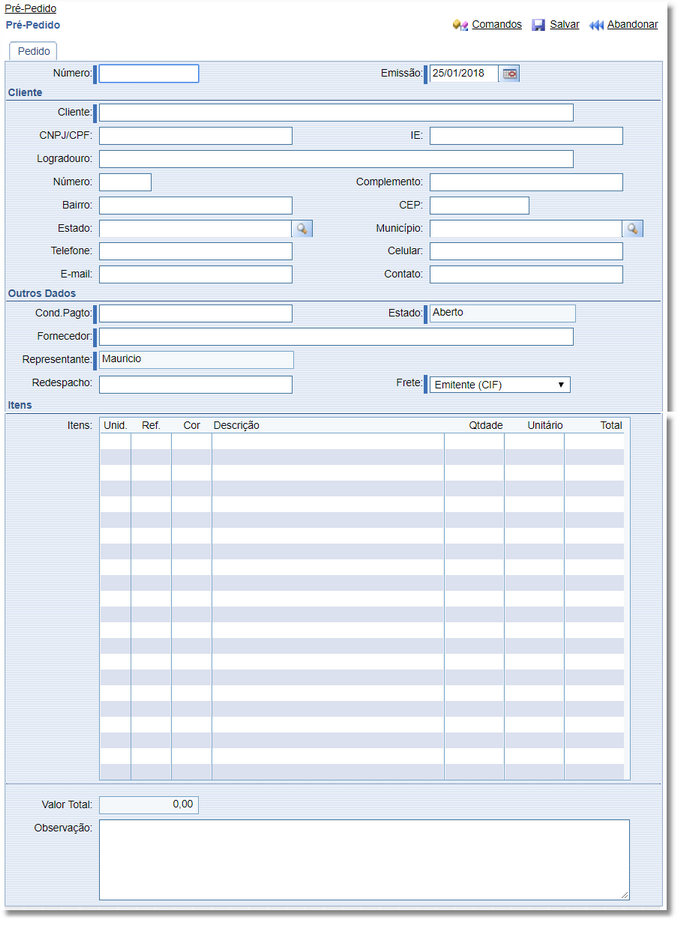 Pré-Pedido
Pré-Pedido Comandos Salvar Abandonar
Pedido
Número: Emissão: 25/01/2018
Cliente
Cliente:
CNPJ/CPF: IE:
Logradouro:
Número: Complemento:
Bairro: CEP:
Estado: Município:
Telefone: Celular:
E-mail: Contato:
Outros Dados
Cond.Pagto: Estado: Aberto
Fornecedor:
Representante: Mauricio
Redespacho: Frete: Emitente (CIF)
Itens
Itens: Unid. Ref. Cor Descrição Qtdade Unitário Total
Valor Total: 0,00
Observação: